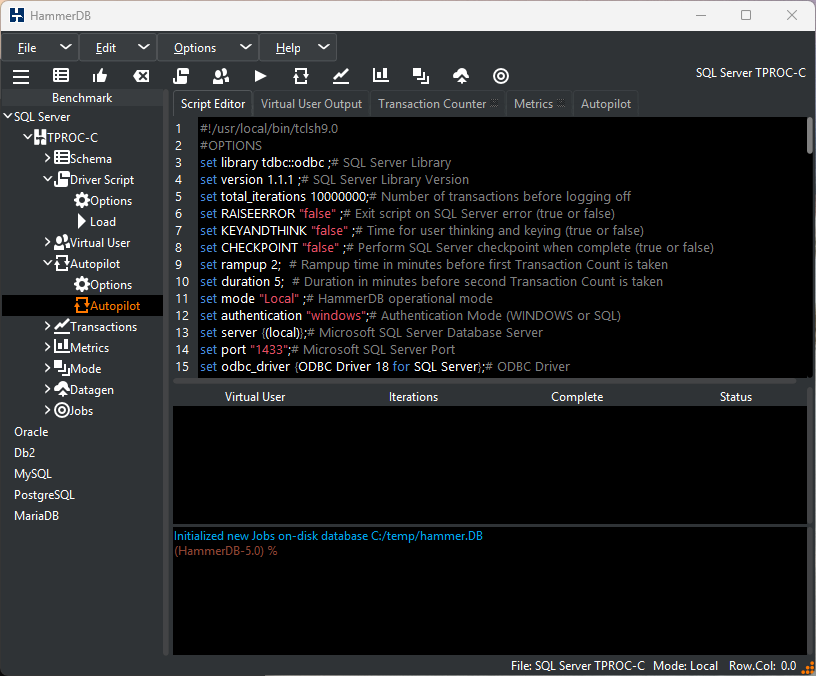 HammerDB
File Edit Options Help
SQL Server TPROC-C
Benchmark
SQL Server
TPROC-C
Schema
Driver Script
Options
Load
Virtual User
Autopilot
Options
Autopilot
Transactions
Metrics
Mode
Datagen
Jobs
Oracle
Db2
MySQL
PostgreSQL
MariaDB
Script Editor Virtual User Output Transaction Counter Metrics Autopilot
1 #!/usr/local/bin/tclsh9.0
2 #OPTIONS
3 set library tdbc::odbc ;# SQL Server Library
4 set version 1.1.1 ;# SQL Server Library Version
5 set total_iterations 10000000;# Number of transactions before logging off
6 set RAISEERROR "false" ;# Exit script on SQL Server error (true or false)
7 set KEYANDTHINK "false" ;# Time for user thinking and keying (true or false)
8 set CHECKPOINT "false" ;# Perform SQL Server checkpoint when complete (true or false)
9 set rampup 2;  # Rampup time in minutes before first Transaction Count is taken
10 set duration 5;  # Duration in minutes before second Transaction Count is taken
11 set mode "Local" ;# HammerDB operational mode
12 set authentication "windows";# Authentication Mode (WINDOWS or SQL)
13 set server {(local)};# Microsoft SQL Server Database Server
14 set port "1433";# Microsoft SQL Server Port
15 set odbc_driver {ODBC Driver 18 for SQL Server};# ODBC Driver
Virtual User Iterations Complete Status
Initialized new Jobs on-disk database C:/temp/hammer.DB
(HammerDB-5.0) %
File: SQL Server TPROC-C Mode: Local Row.Col: 0.0